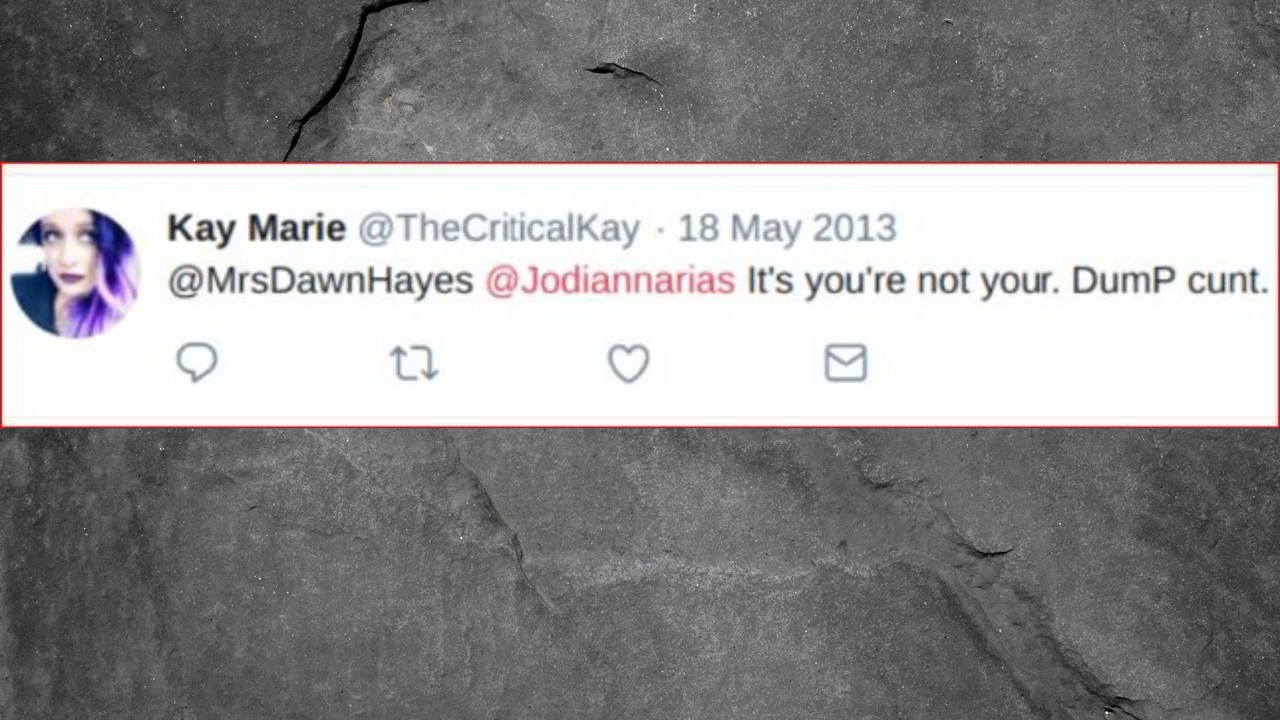 Kay Marie @TheCriticalKay · 18 May 2013
@MrsDawnHayes @Jodiannarias It's you're not your. DumP cunt.